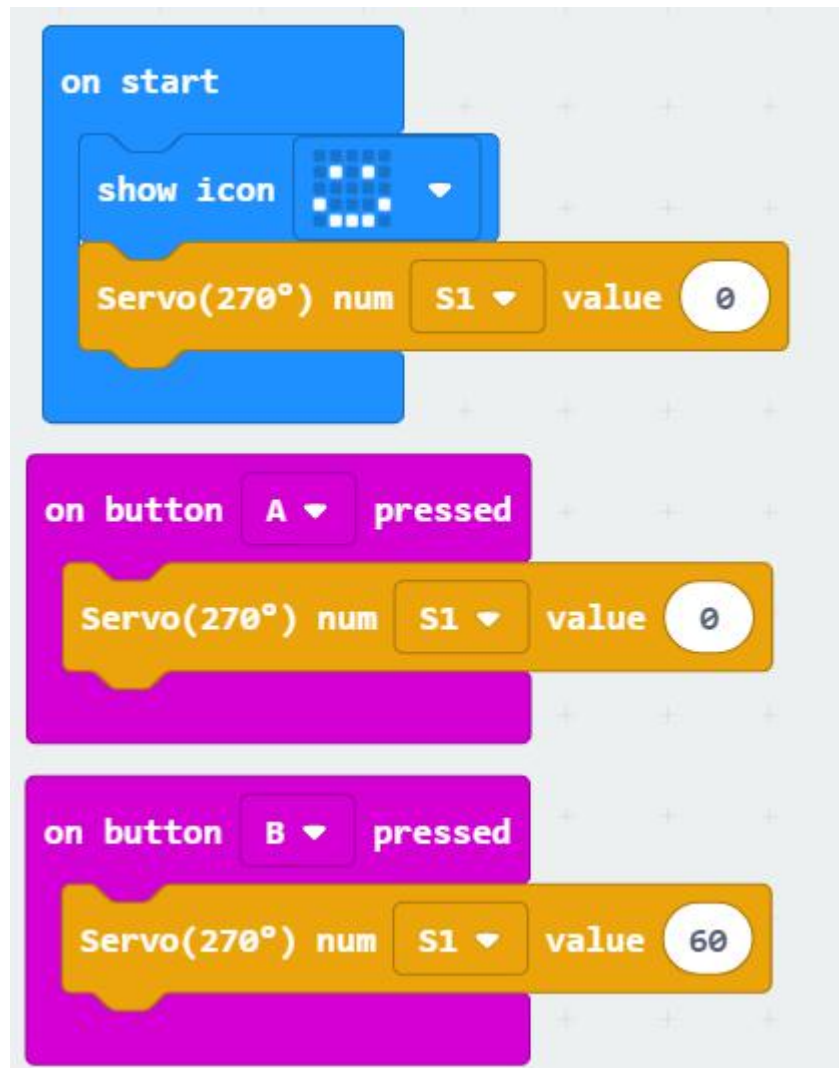 on start
show icon
Servo(270°) num S1 value 0
on button A pressed
Servo(270°) num S1 value 0
on button B pressed
Servo(270°) num S1 value 60